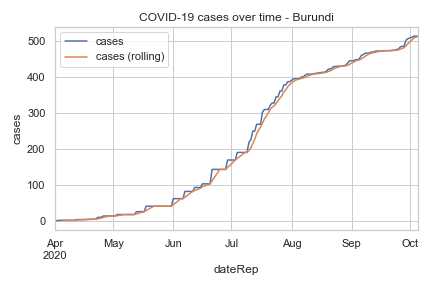 COVID-19 cases over time - Burundi
cases
cases (rolling)
500
400
300
200
100
0
cases
Apr May Jun Jul Aug Sep Oct
2020
dateRep